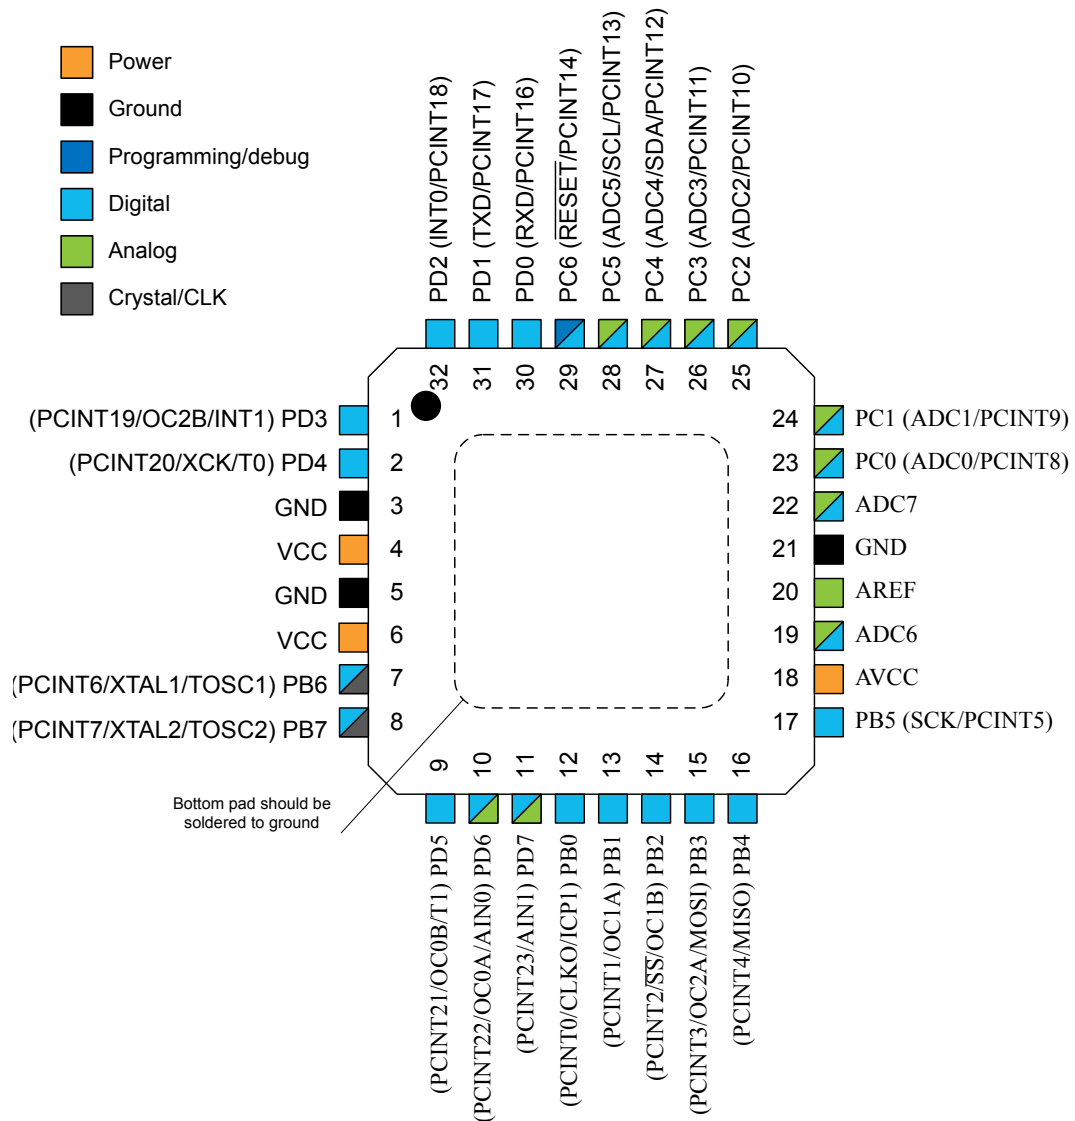 Power
Ground
Programming/debug
Digital
Analog
Crystal/CLK
PD2 (INT0/PCINT18)
PD1 (TXD/PCINT17)
PD0 (RXD/PCINT16)
PC6 (RESET/PCINT14)
PC5 (ADC5/SCL/PCINT13)
PC4 (ADC4/SDA/PCINT12)
PC3 (ADC3/PCINT11)
PC2 (ADC2/PCINT10)
32
31
30
29
28
27
26
25
(PCINT19/OC2B/INT1) PD3
1
(PCINT20/XCK/T0) PD4
2
GND
3
VCC
4
GND
5
VCC
6
(PCINT6/XTAL1/TOSC1) PB6
7
(PCINT7/XTAL2/TOSC2) PB7
8
24
PC1 (ADC1/PCINT9)
23
PC0 (ADC0/PCINT8)
22
ADC7
21
GND
20
AREF
19
ADC6
18
AVCC
17
PB5 (SCK/PCINT5)
9
10
11
12
13
14
15
16
Bottom pad should be
soldered to ground
(PCINT21/OC0B/T1) PD5
(PCINT22/OC0A/AIN0) PD6
(PCINT23/AIN1) PD7
(PCINT0/CLKO/ICP1) PB0
(PCINT1/OC1A) PB1
(PCINT2/SS/OC1B) PB2
(PCINT3/OC2A/MOSI) PB3
(PCINT4/MISO) PB4